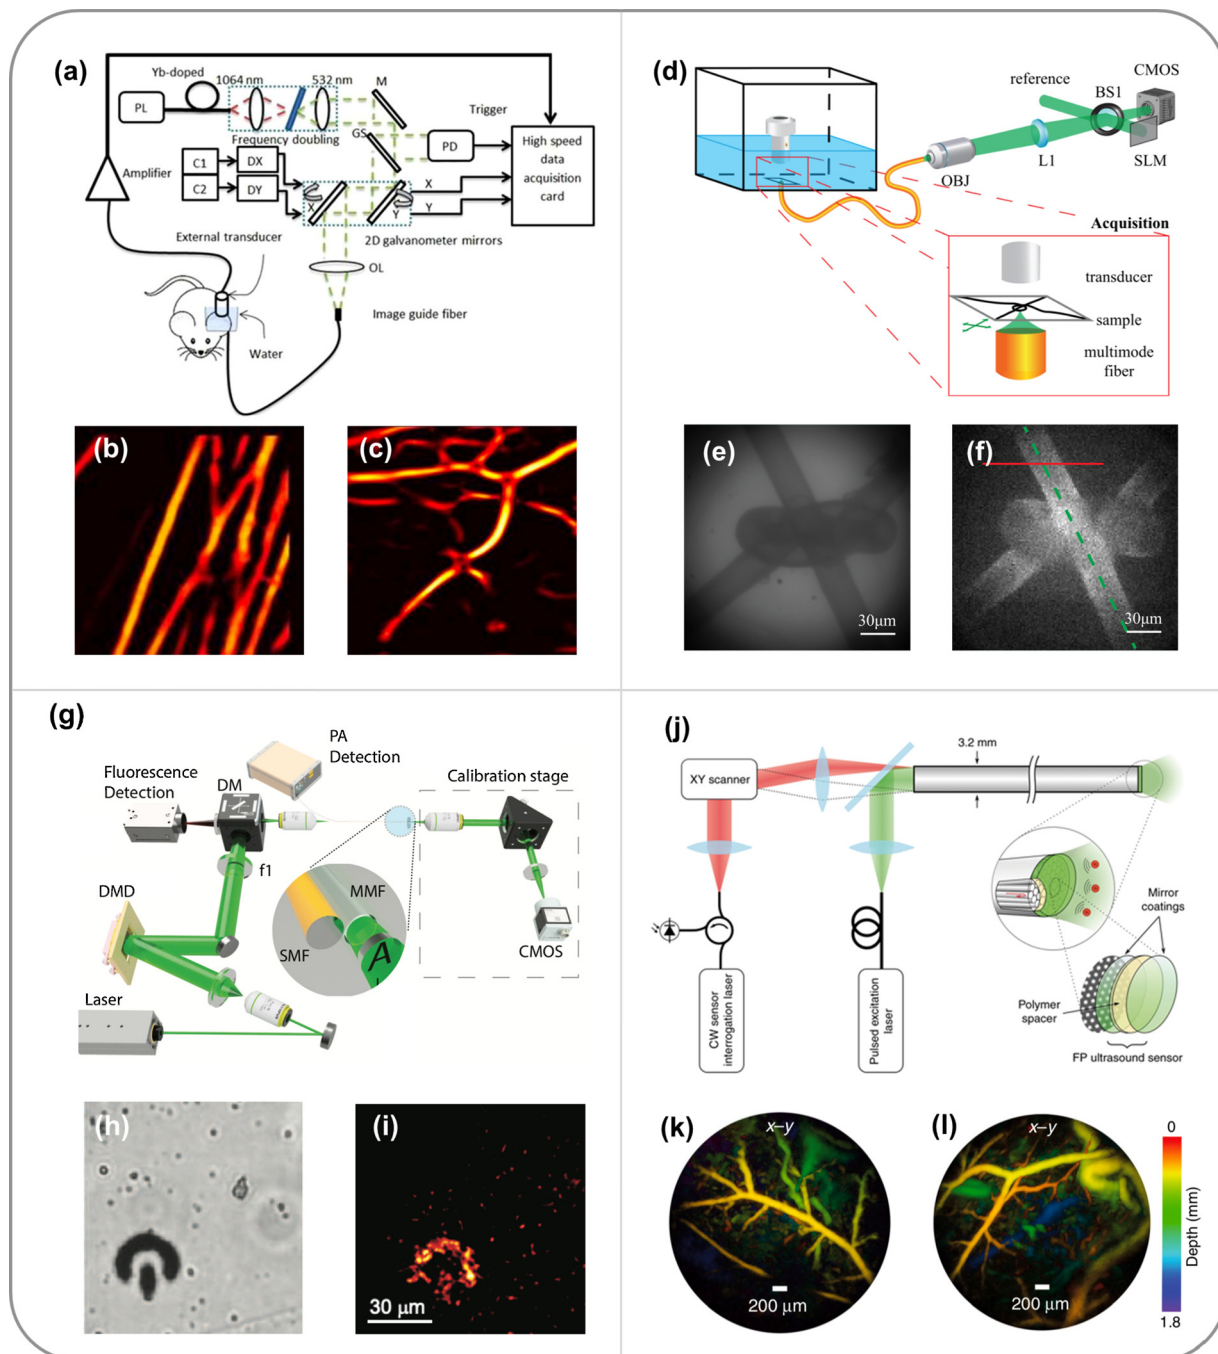 (a)
Yb-doped
1064 nm
532 nm
M
PL
Trigger
Frequency doubling
GS
PD
High speed
data
acquisition
card
Amplifier
C1
DX
C2
DY
X
Y
X
Y
External transducer
2D galvanometer mirrors
OL
Image guide fiber
Water
(b)
(c)
(d)
CMOS
reference
BS1
L1
SLM
OBJ
Acquisition
transducer
sample
multimode
fiber
(e)
30μm
(f)
30μm
(g)
PA
Detection
Fluorescence
Detection
DM
Calibration stage
f1
DMD
MMF
SMF
A
CMOS
Laser
(h)
(i)
30 μm
(j)
3.2 mm
XY scanner
Mirror
coatings
CW sensor
interrogation laser
Pulsed excitation
laser
Polymer
spacer
FP ultrasound sensor
(k)
x–y
200 μm
(l)
x–y
200 μm
0
Depth (mm)
1.8